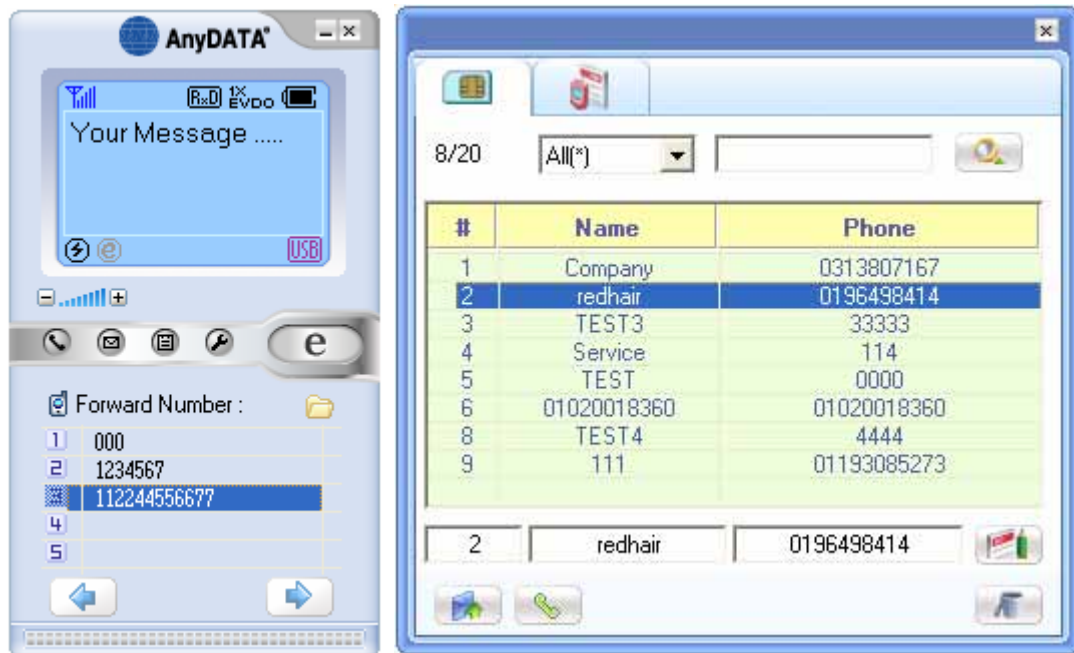 AnyDATA
RxD 1X EVDO
Your Message .....
USB
e
Forward Number :
1 000
2 1234567
3 112244556677
4
5
8/20 All(*)
# Name Phone
1 Company 0313807167
2 redhair 0196498414
3 TEST3 33333
4 Service 114
5 TEST 0000
6 01020018360 01020018360
8 TEST4 4444
9 111 01193085273
2 redhair 0196498414